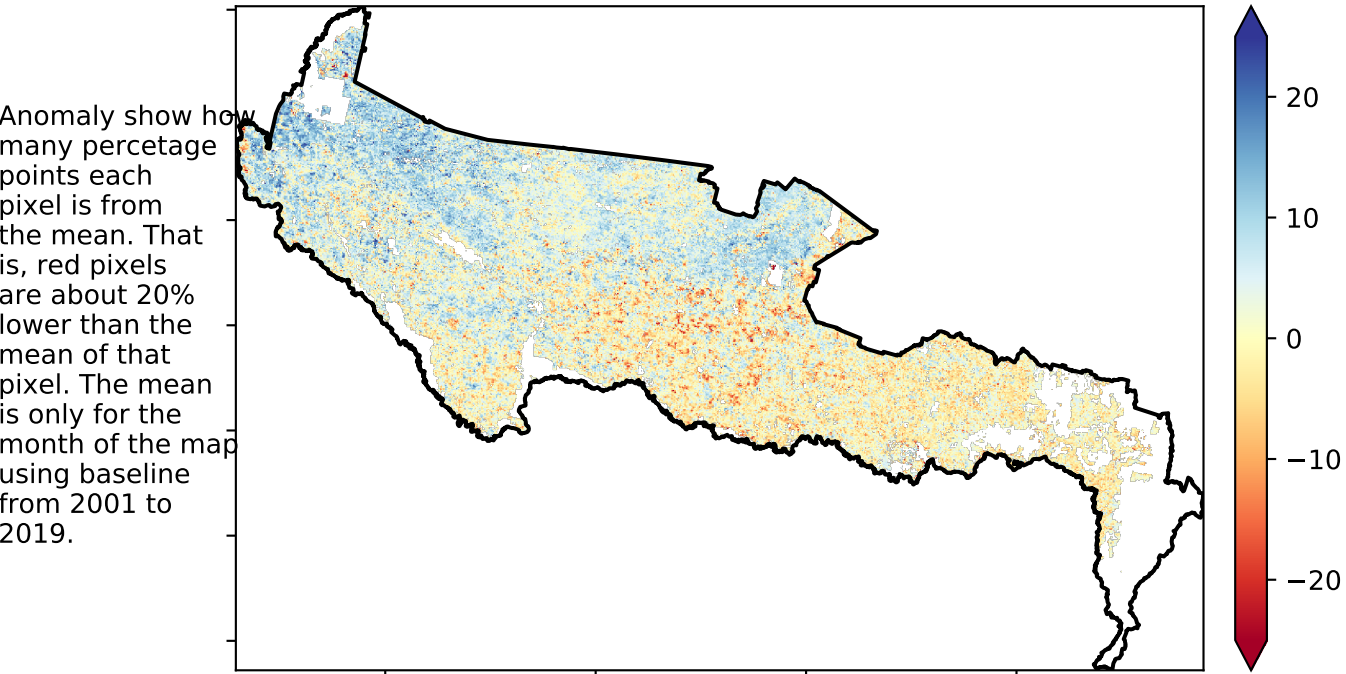 Anomaly show how
many percetage
points each
pixel is from
the mean. That
is, red pixels
are about 20%
lower than the
mean of that
pixel. The mean
is only for the
month of the map
using baseline
from 2001 to
2019.
20
10
0
−10
−20